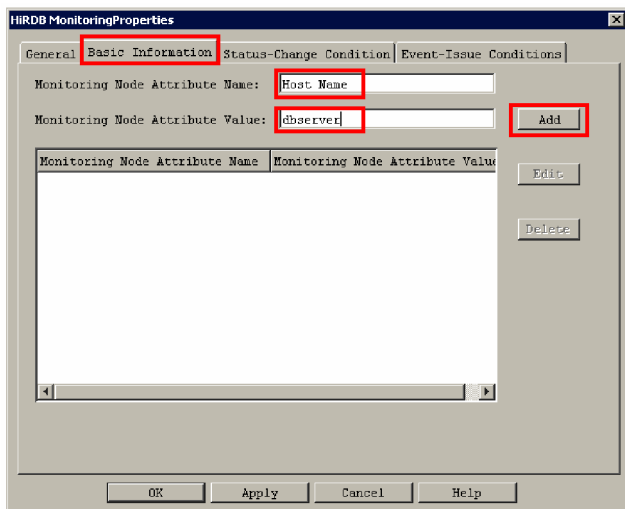 HiRDB MonitoringProperties
General Basic Information Status-Change Condition Event-Issue Conditions
Monitoring Node Attribute Name: Host Name
Monitoring Node Attribute Value: dbserver Add
Monitoring Node Attribute Name Monitoring Node Attribute Value
Edit
Delete
OK Apply Cancel Help